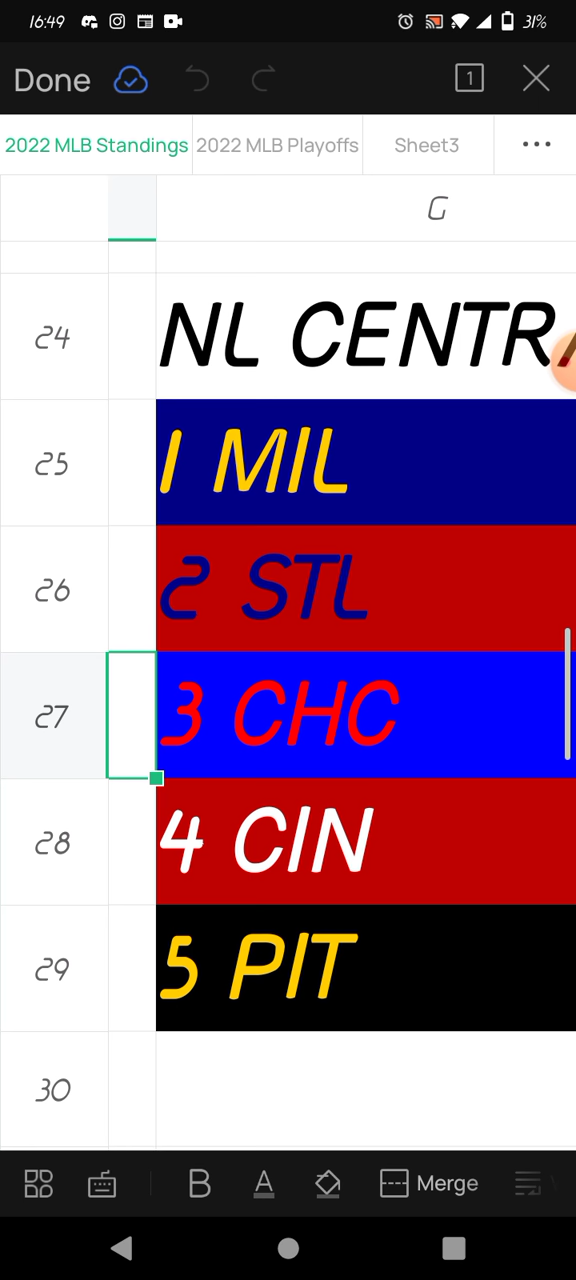 16:49 31%
Done 1
2022 MLB Standings 2022 MLB Playoffs Sheet3
G
24 NL CENTR
25 1 MIL
26 2 STL
27 3 CHC
28 4 CIN
29 5 PIT
30
B A Merge